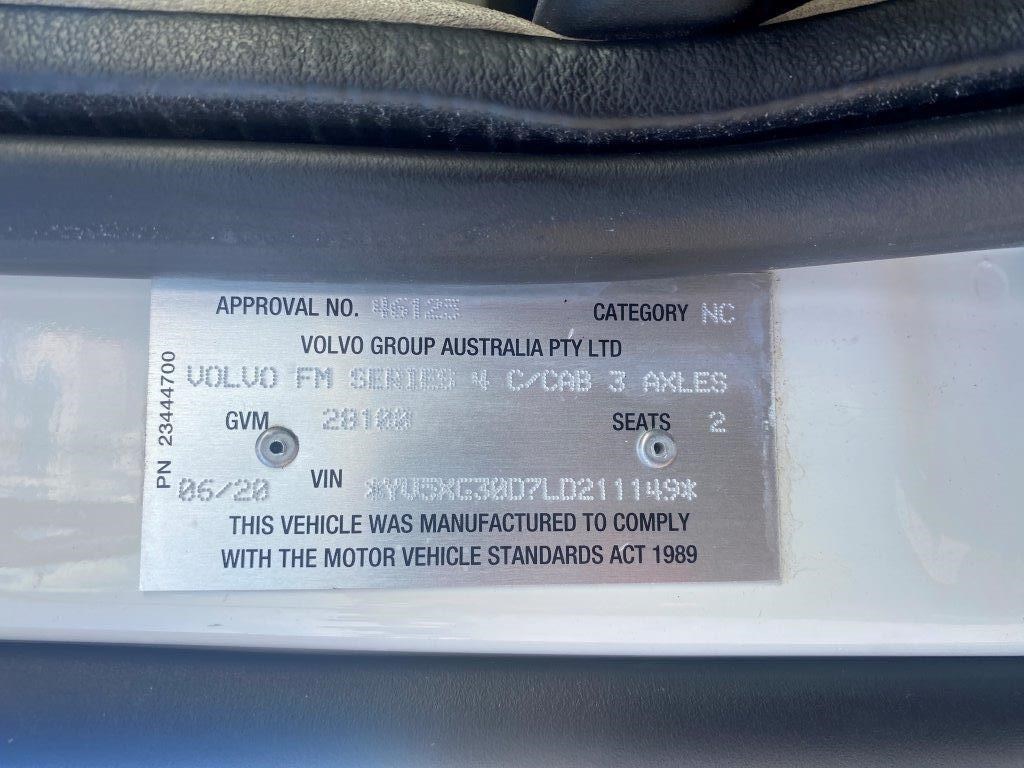 APPROVAL NO. 46123 CATEGORY NC
VOLVO GROUP AUSTRALIA PTY LTD
VOLVO FM SERIES 4 C/CAB 3 AXLES
GVM 28100 SEATS 2
06/20 VIN *YV5XG30D7LD211149*
THIS VEHICLE WAS MANUFACTURED TO COMPLY
WITH THE MOTOR VEHICLE STANDARDS ACT 1989
PN 23444700